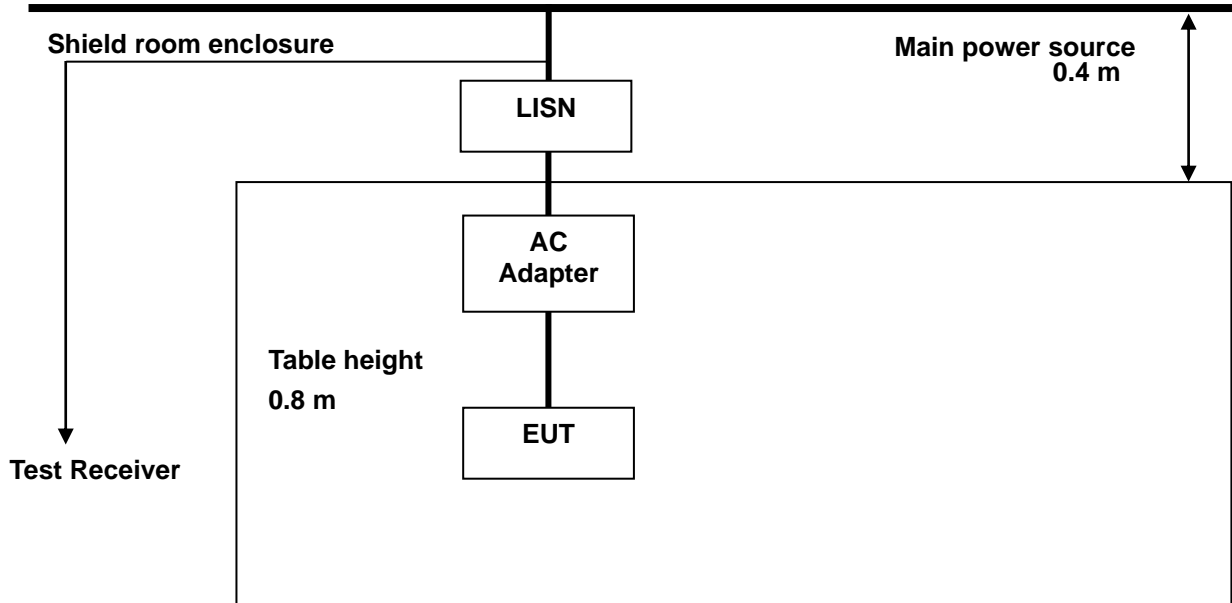 Shield room enclosure
Main power source
0.4 m
LISN
AC
Adapter
Table height
0.8 m
EUT
Test Receiver